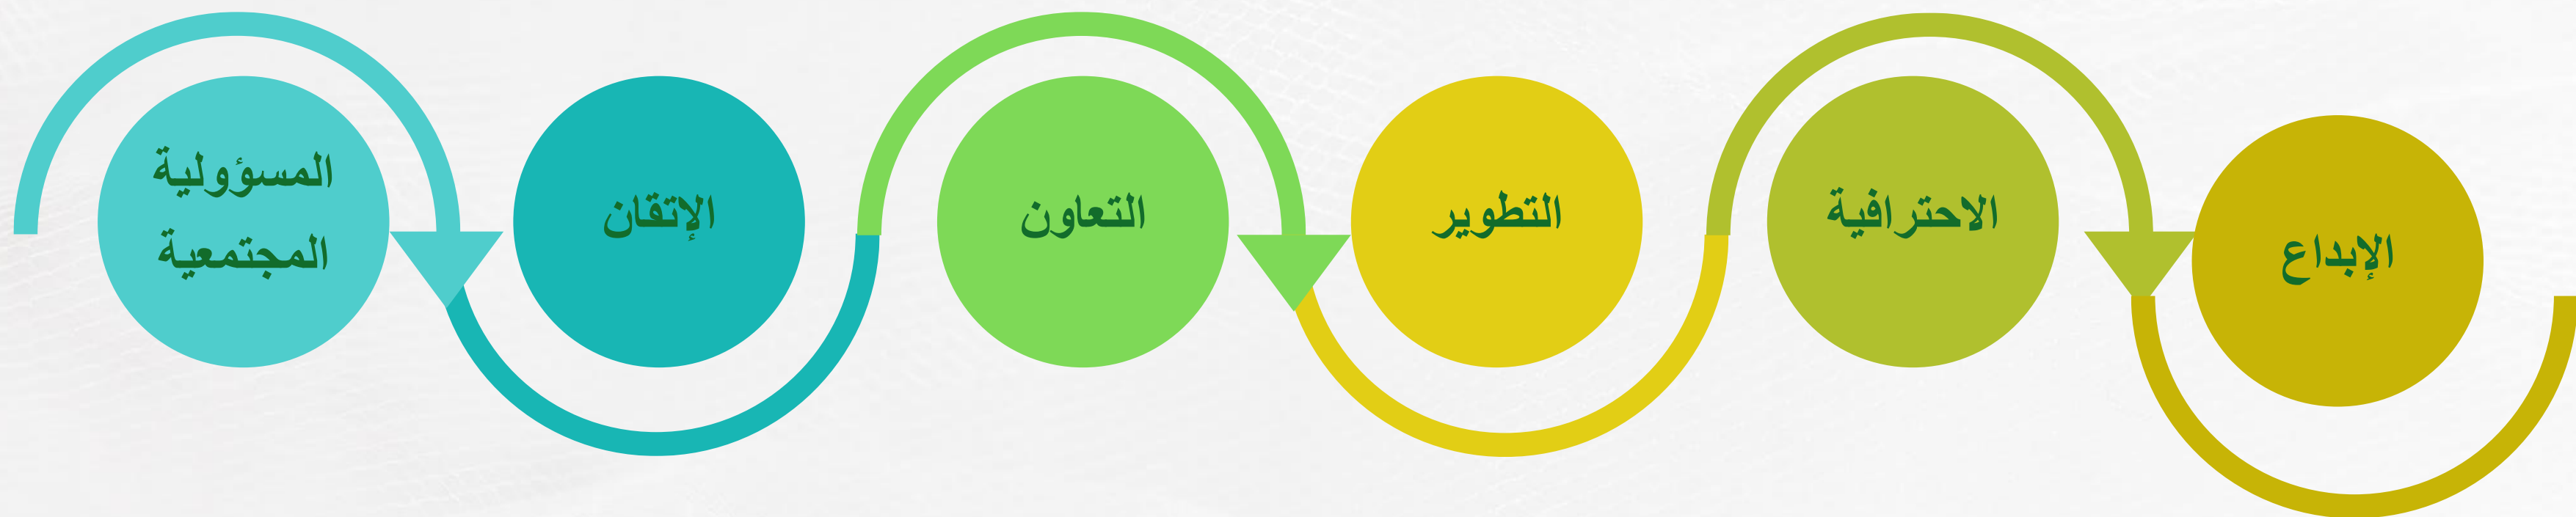 الإبداع
الاحترافية
التطوير
التعاون
الإتقان
المسؤولية
المجتمعية